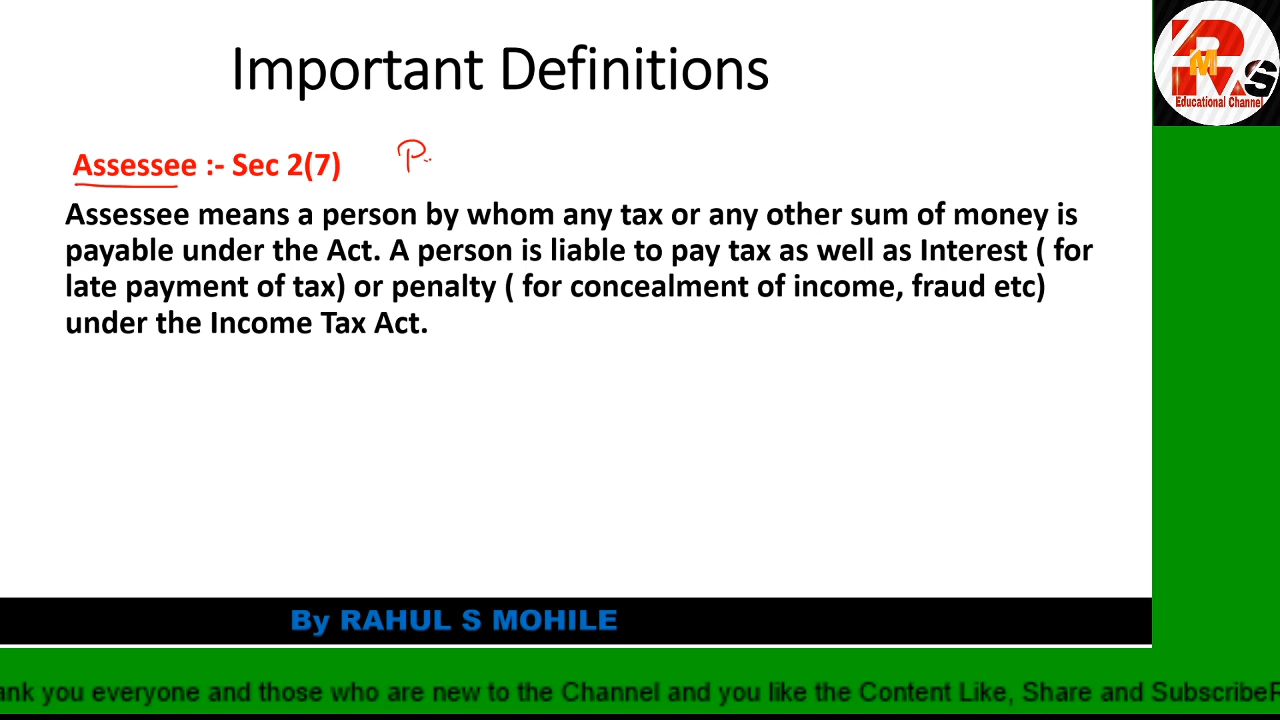 Important Definitions
Assessee :- Sec 2(7) P..
Assessee means a person by whom any tax or any other sum of money is
payable under the Act. A person is liable to pay tax as well as Interest ( for
late payment of tax) or penalty ( for concealment of income, fraud etc)
under the Income Tax Act.
By RAHUL S MOHILE
Educational Channel
ank you everyone and those who are new to the Channel and you like the Content Like, Share and Subscribe